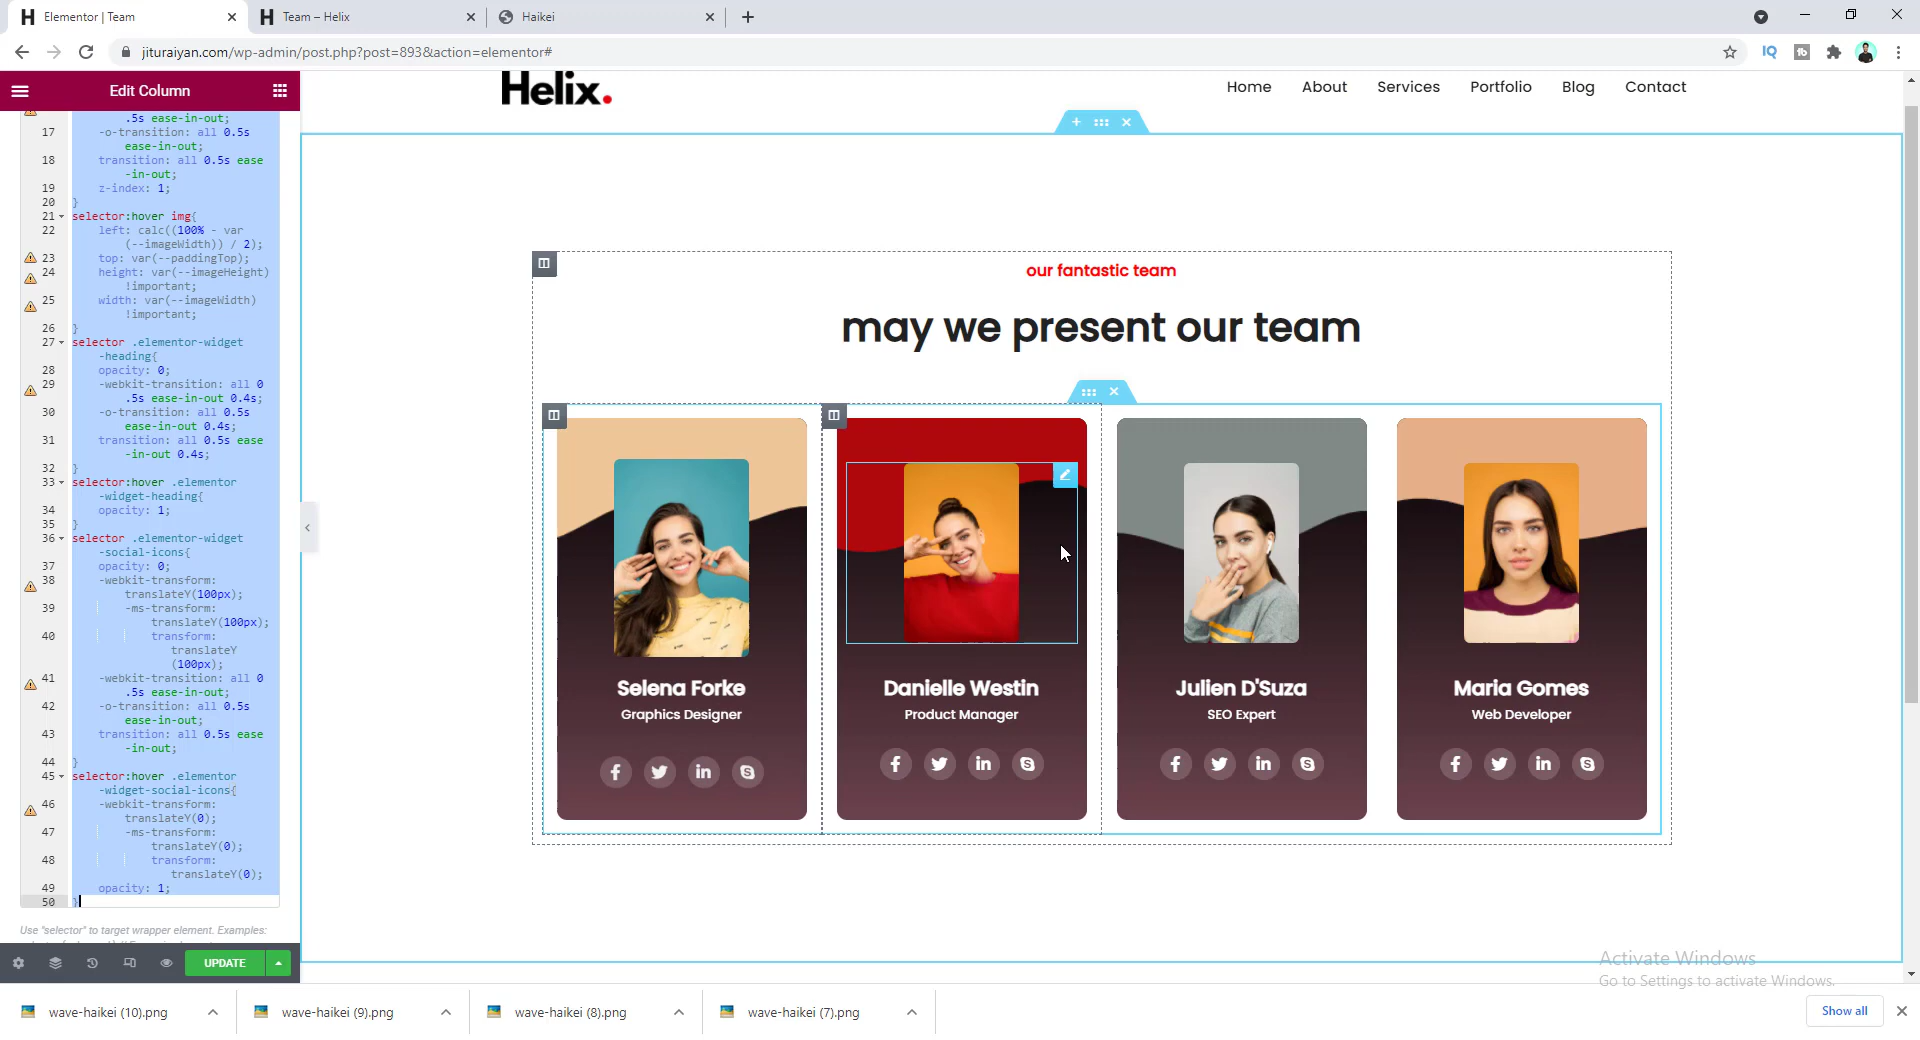 Elementor | Team
Team – Helix
Haikei
jituraiyan.com/wp-admin/post.php?post=893&action=elementor#
IQ
Edit Column
.5s ease-in-out;
17 -o-transition: all 0.5s
ease-in-out;
18 transition: all 0.5s ease
-in-out;
19 z-index: 1;
20 }
21 selector:hover img{
22 left: calc((100% - var
(--imageWidth)) / 2);
23 top: var(--paddingTop);
24 height: var(--imageHeight)
!important;
25 width: var(--imageWidth)
!important;
26 }
27 selector .elementor-widget
-heading{
28 opacity: 0;
29 -webkit-transition: all 0
.5s ease-in-out 0.4s;
30 -o-transition: all 0.5s
ease-in-out 0.4s;
31 transition: all 0.5s ease
-in-out 0.4s;
32 }
33 selector:hover .elementor
-widget-heading{
34 opacity: 1;
35 }
36 selector .elementor-widget
-social-icons{
37 opacity: 0;
38 -webkit-transform:
translateY(100px);
39 -ms-transform:
translateY(100px);
40 transform:
translateY
(100px);
41 -webkit-transition: all 0
.5s ease-in-out;
42 -o-transition: all 0.5s
ease-in-out;
43 transition: all 0.5s ease
-in-out;
44 }
45 selector:hover .elementor
-widget-social-icons{
46 -webkit-transform:
translateY(0);
47 -ms-transform:
translateY(0);
48 transform:
translateY(0);
49 opacity: 1;
50 }
Use "selector" to target wrapper element. Examples:
UPDATE
Helix.
Home About Services Portfolio Blog Contact
our fantastic team
may we present our team
Selena Forke
Graphics Designer
Danielle Westin
Product Manager
Julien D'Suza
SEO Expert
Maria Gomes
Web Developer
Activate Windows
Go to Settings to activate Windows.
wave-haikei (10).png
wave-haikei (9).png
wave-haikei (8).png
wave-haikei (7).png
Show all